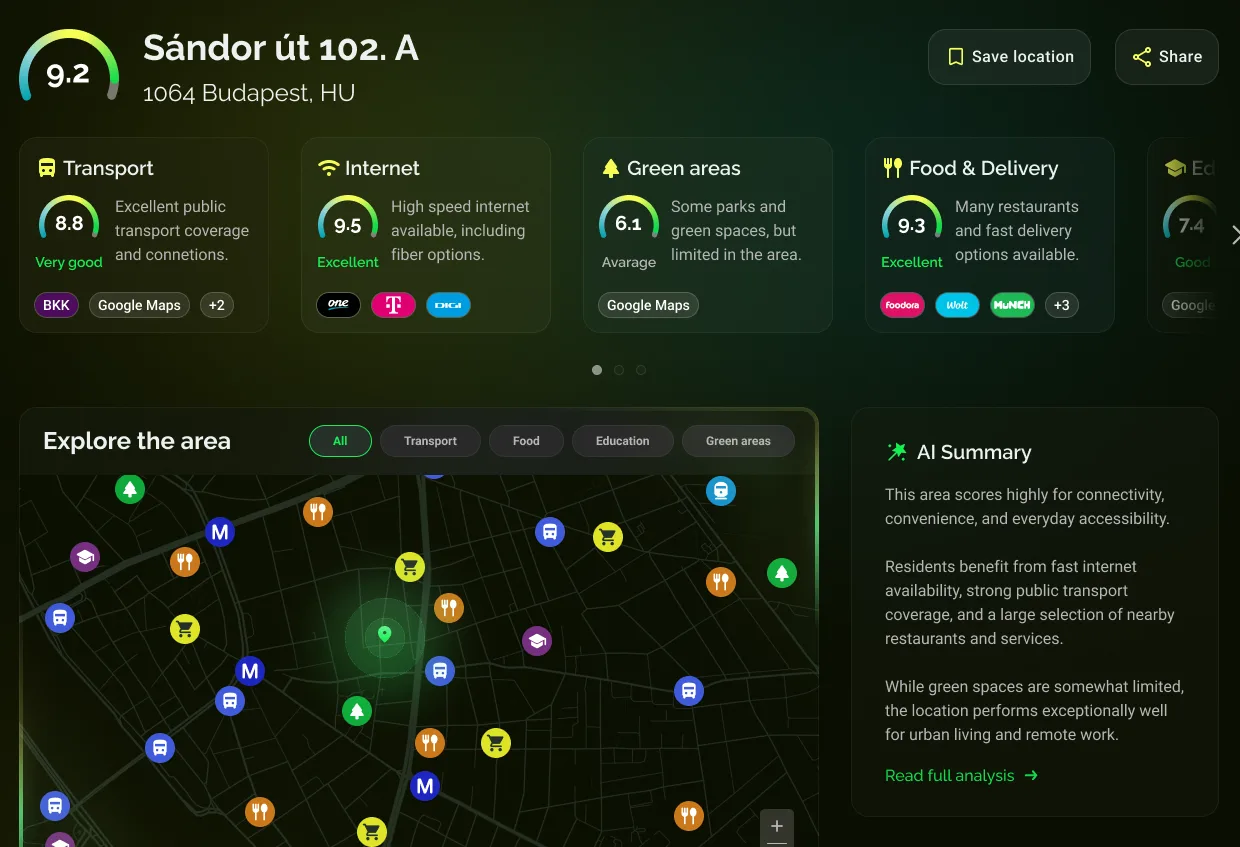 9.2
Sándor út 102. A
1064 Budapest, HU
Save location
Share
Transport
8.8
Very good
Excellent public
transport coverage
and connetions.
BKK
Google Maps
+2
Internet
9.5
Excellent
High speed internet
available, including
fiber options.
one
T
DIGI
Green areas
6.1
Avarage
Some parks and
green spaces, but
limited in the area.
Google Maps
Food & Delivery
9.3
Excellent
Many restaurants
and fast delivery
options available.
foodora
Wolt
MUNCH
+3
Ed
7.4
Good
Google
Explore the area
All
Transport
Food
Education
Green areas
M
M
M
+
AI Summary
This area scores highly for connectivity,
convenience, and everyday accessibility.
Residents benefit from fast internet
availability, strong public transport
coverage, and a large selection of nearby
restaurants and services.
While green spaces are somewhat limited,
the location performs exceptionally well
for urban living and remote work.
Read full analysis